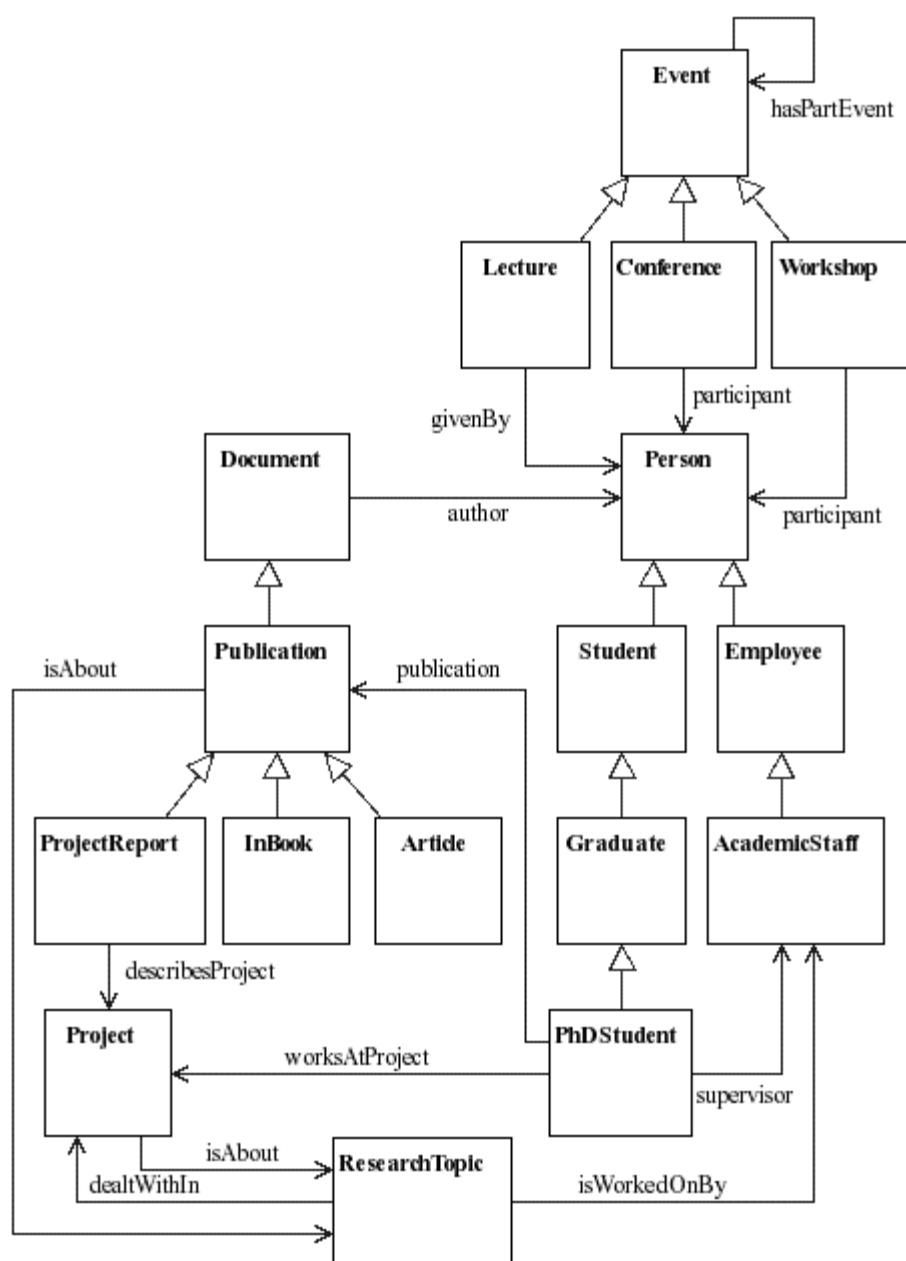 Event
hasPartEvent
Lecture
Conference
Workshop
participant
givenBy
Document
Person
author
participant
Publication
Student
Employee
isAbout
publication
ProjectReport
InBook
Article
Graduate
AcademicStaff
describesProject
Project
PhDStudent
worksAtProject
supervisor
isAbout
ResearchTopic
dealtWithIn
isWorkedOnBy